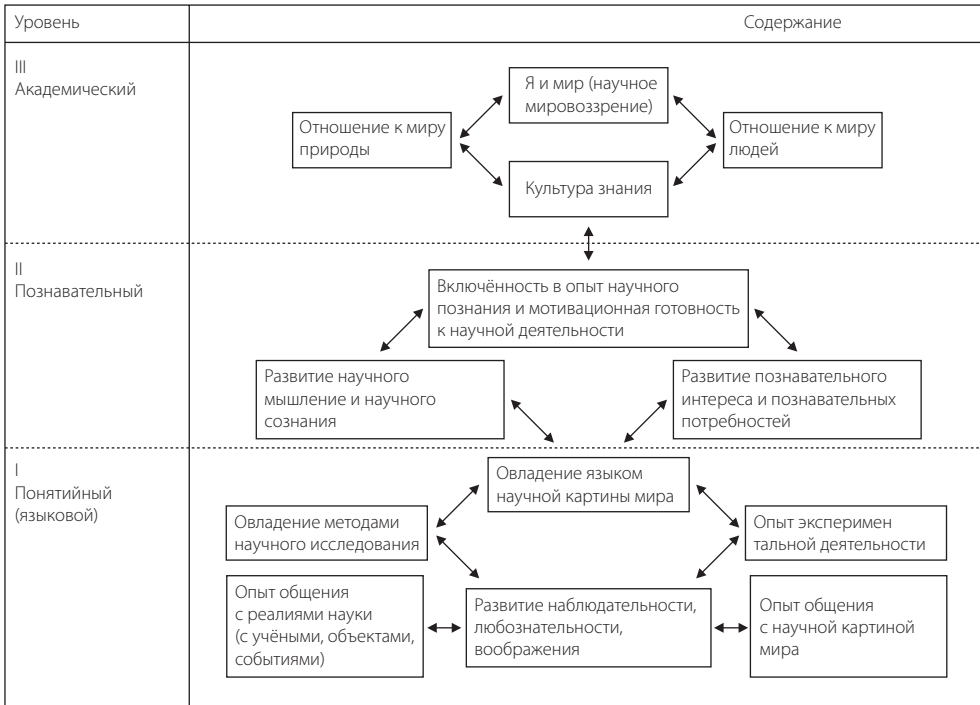 Уровень
Содержание
III
Академический
Я и мир (научное
мировоззрение)
Отношение к миру
природы
Отношение к миру
людей
Культура знания
II
Познавательный
Включённость в опыт научного
познания и мотивационная готовность
к научной деятельности
Развитие научного
мышление и научного
сознания
Развитие познавательного
интереса и познавательных
потребностей
I
Понятийный
(языковой)
Овладение языком
научной картины мира
Овладение методами
научного исследования
Опыт эксперимен
тальной деятельности
Опыт общения
с реалиями науки
(с учёными, объектами,
событиями)
Развитие наблюдательности,
любознательности,
воображения
Опыт общения
с научной картиной
мира